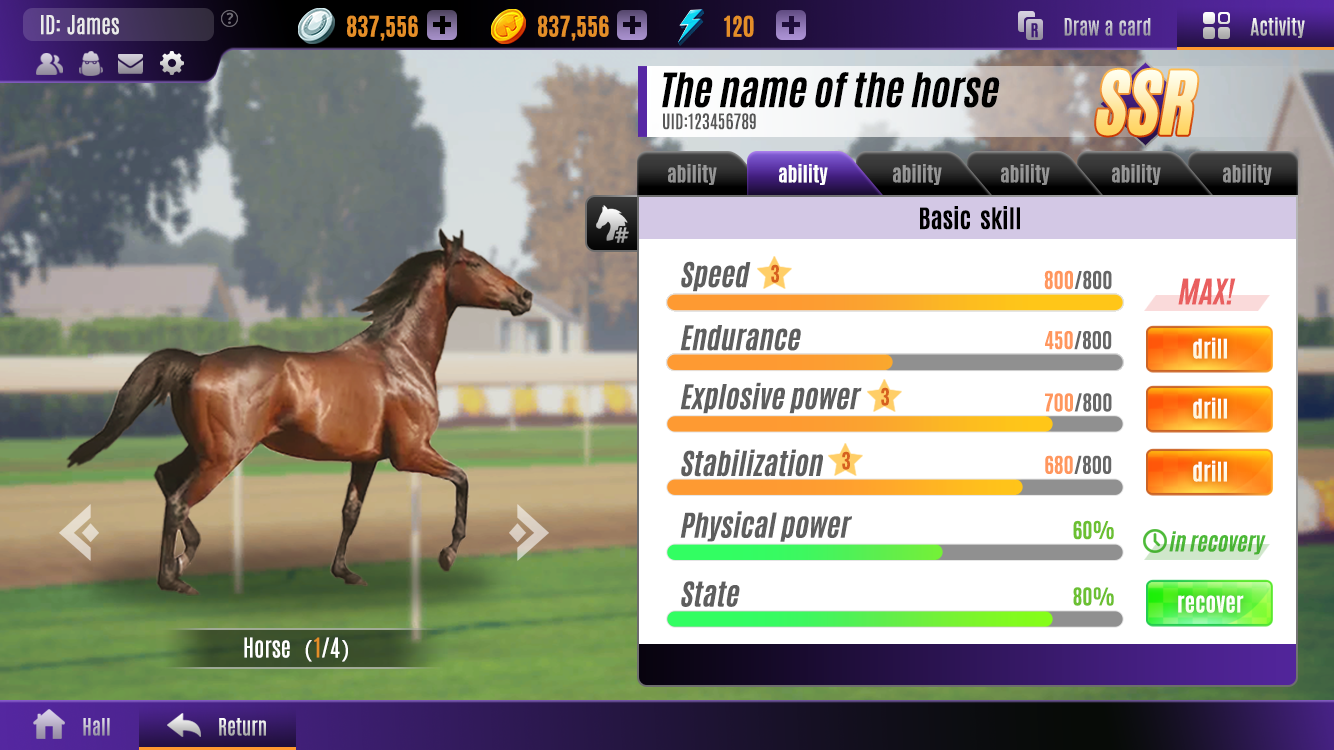 ID: James
?
837,556
837,556
120
R
Draw a card
Activity
The name of the horse
UID:123456789
SSR
ability ability ability ability ability ability
#
Basic skill
Speed 3 800/800 MAX!
Endurance 450/800 drill
Explosive power 3 700/800 drill
Stabilization 3 680/800 drill
Physical power 60% in recovery
State 80% recover
Horse (1/4)
Hall
Return